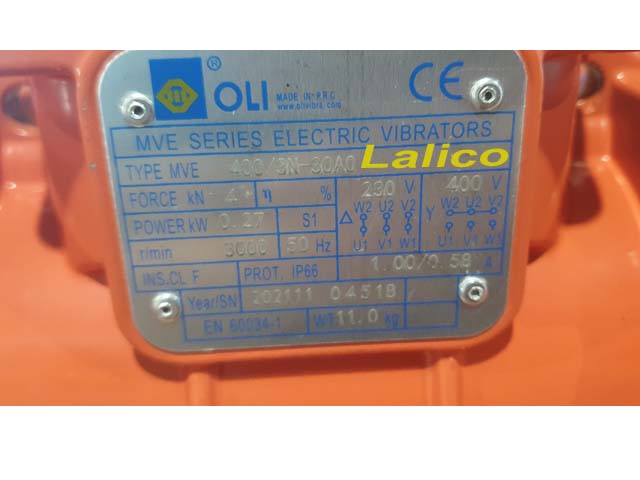 ® OLI MADE IN P.R.C
www.olivibra.com
CE
MVE SERIES ELECTRIC VIBRATORS
TYPE MVE 400/3N-30A0 Lalico
FORCE kN 4 η % 230 V 400 V
POWER kW 0.27 S1 Δ W2 U2 V2 Y W2 U2 V2
r/min 3000 50 Hz U1 V1 W1 U1 V1 W1
INS.CL F PROT. IP66 1.00/0.58 A
Year/SN 202111 04518
EN 60034-1 WT 11.0 kg